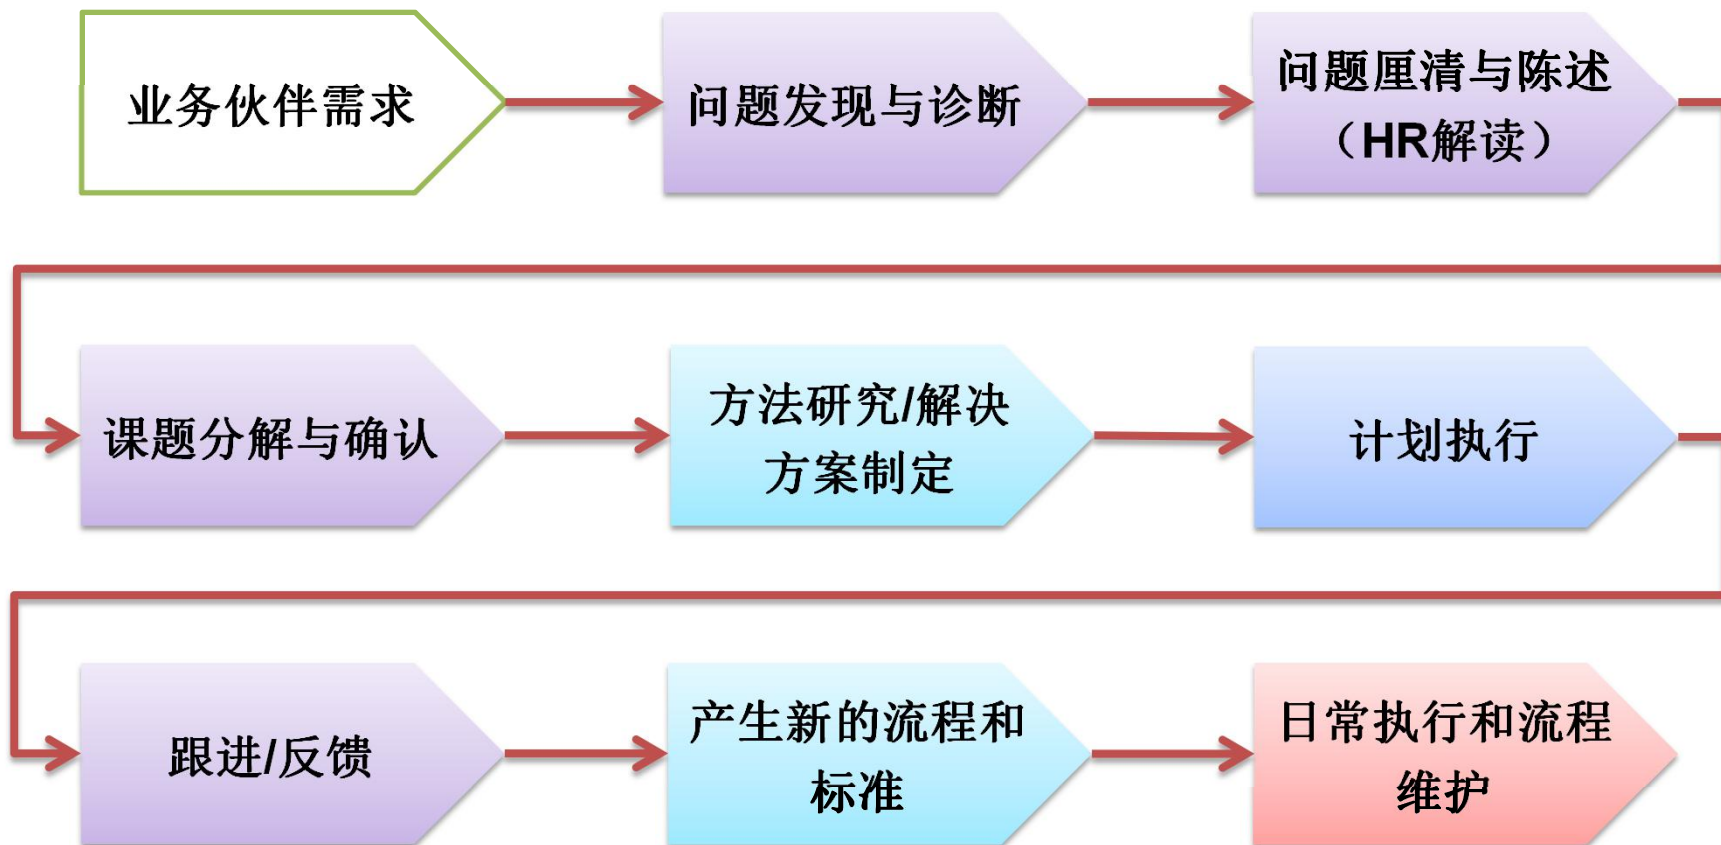 业务伙伴需求
问题发现与诊断
问题厘清与陈述
（HR解读）
课题分解与确认
方法研究/解决
方案制定
计划执行
跟进/反馈
产生新的流程和
标准
日常执行和流程
维护